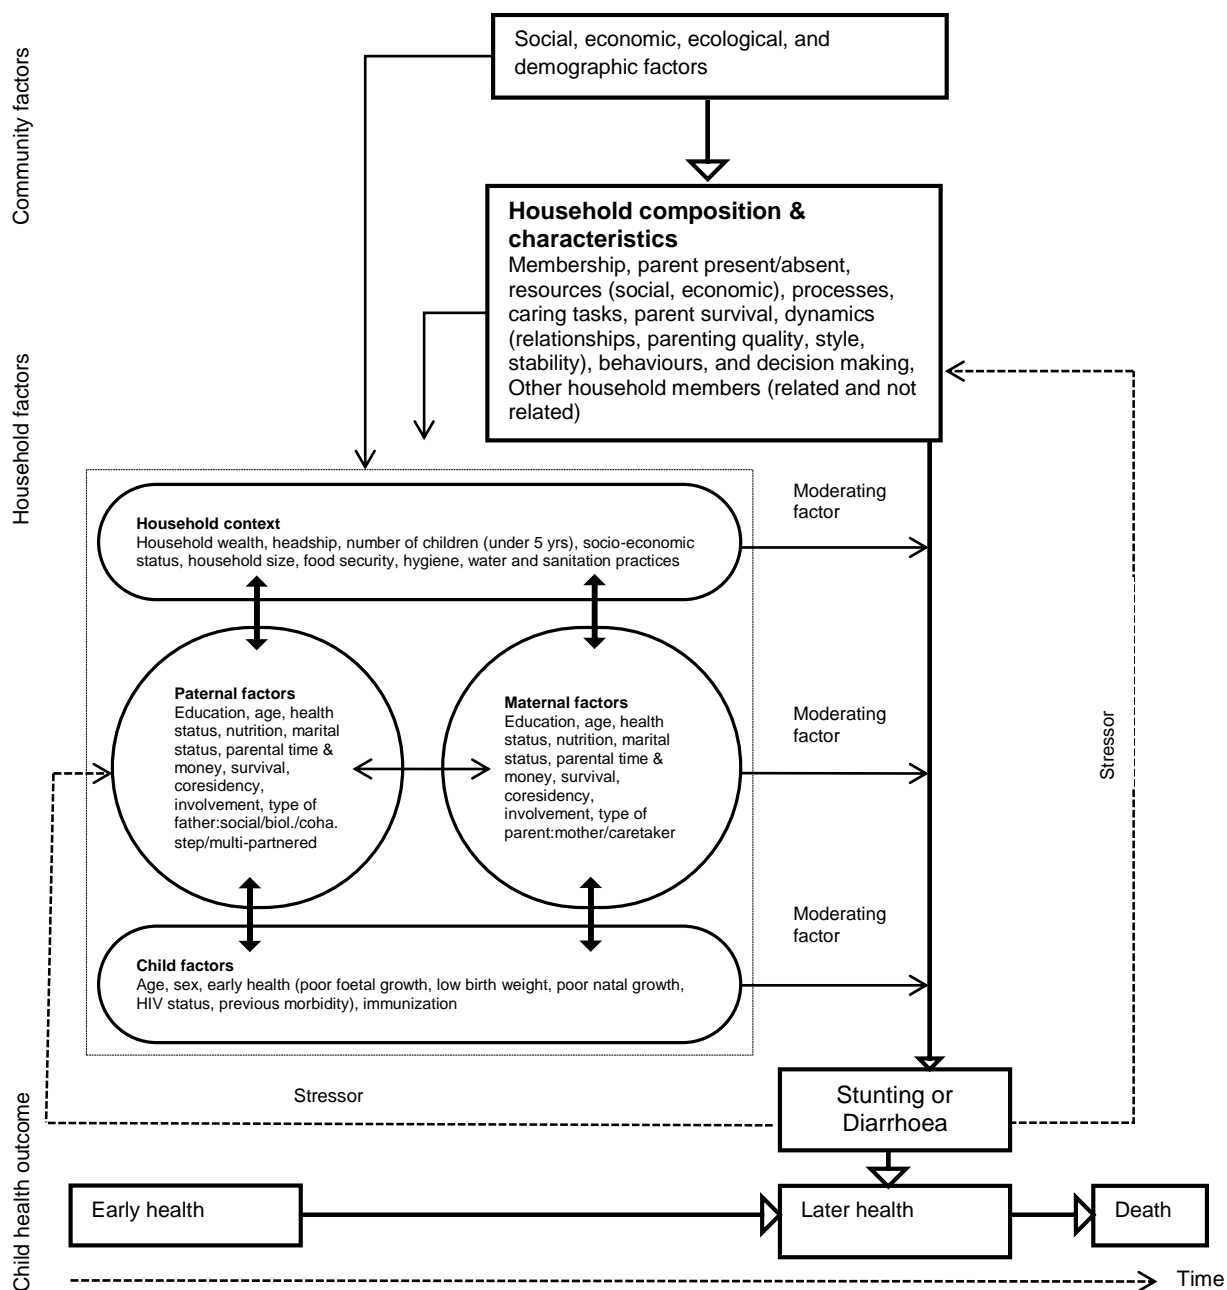 Community factors
Social, economic, ecological, and
demographic factors
Household factors
Household composition &
characteristics
Membership, parent present/absent,
resources (social, economic), processes,
caring tasks, parent survival, dynamics
(relationships, parenting quality, style,
stability), behaviours, and decision making,
Other household members (related and not
related)
Household context
Household wealth, headship, number of children (under 5 yrs), socio-economic
status, household size, food security, hygiene, water and sanitation practices
Moderating
factor
Paternal factors
Education, age, health
status, nutrition, marital
status, parental time &
money, survival,
coresidency,
involvement, type of
father:social/biol./coha.
step/multi-partnered
Maternal factors
Education, age, health
status, nutrition, marital
status, parental time &
money, survival,
coresidency,
involvement, type of
parent:mother/caretaker
Moderating
factor
Stressor
Child factors
Age, sex, early health (poor foetal growth, low birth weight, poor natal growth,
HIV status, previous morbidity), immunization
Moderating
factor
Stressor
Stunting or
Diarrhoea
Child health outcome
Early health
Later health
Death
Time